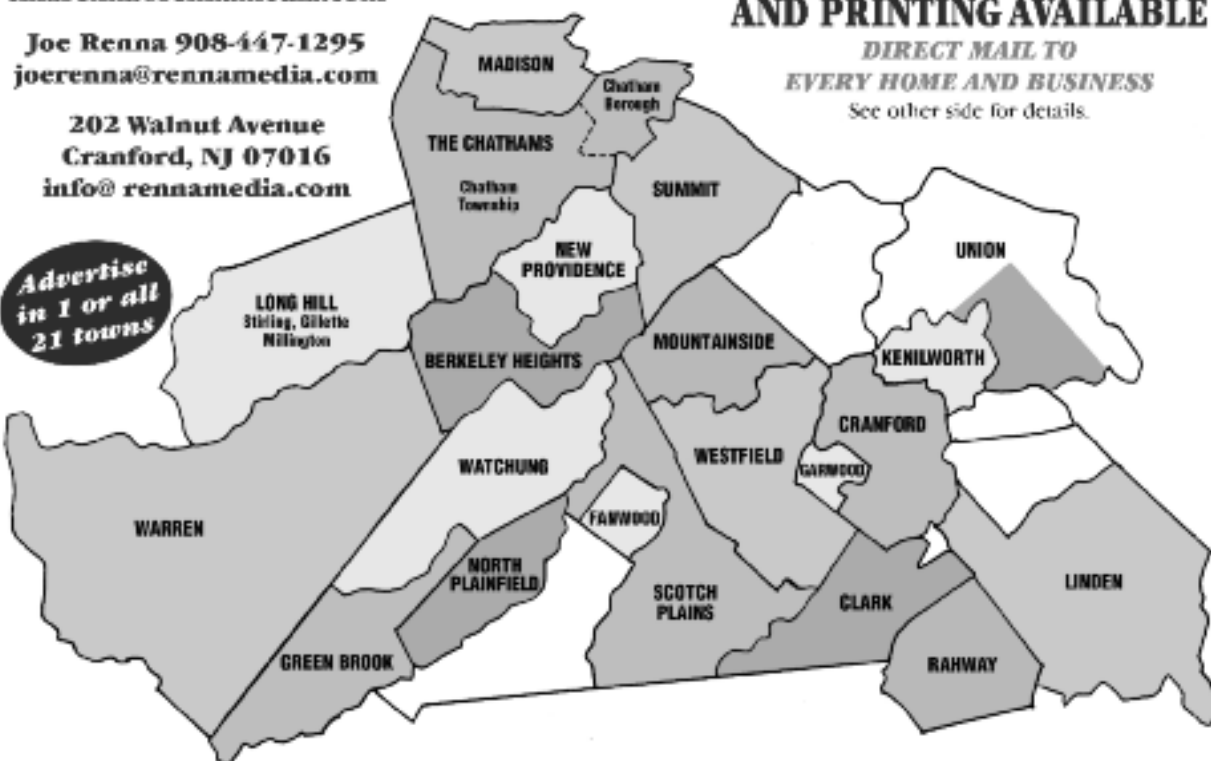 Joe Renna 908-447-1295
joerenna@rennamedia.com
202 Walnut Avenue
Cranford, NJ 07016
info@ rennamedia.com
AND PRINTING AVAILABLE
DIRECT MAIL TO
EVERY HOME AND BUSINESS
See other side for details.
Advertise
in 1 or all
21 towns
MADISON
Chatham
Borough
THE CHATHAMS
Chatham
Township
SUMMIT
NEW
PROVIDENCE
UNION
LONG HILL
Stirling, Gillette
Millington
BERKELEY HEIGHTS
MOUNTAINSIDE
KENILWORTH
CRANFORD
WATCHUNG
WESTFIELD
GARWOOD
WARREN
FANWOOD
NORTH
PLAINFIELD
SCOTCH
PLAINS
CLARK
LINDEN
GREEN BROOK
RAHWAY